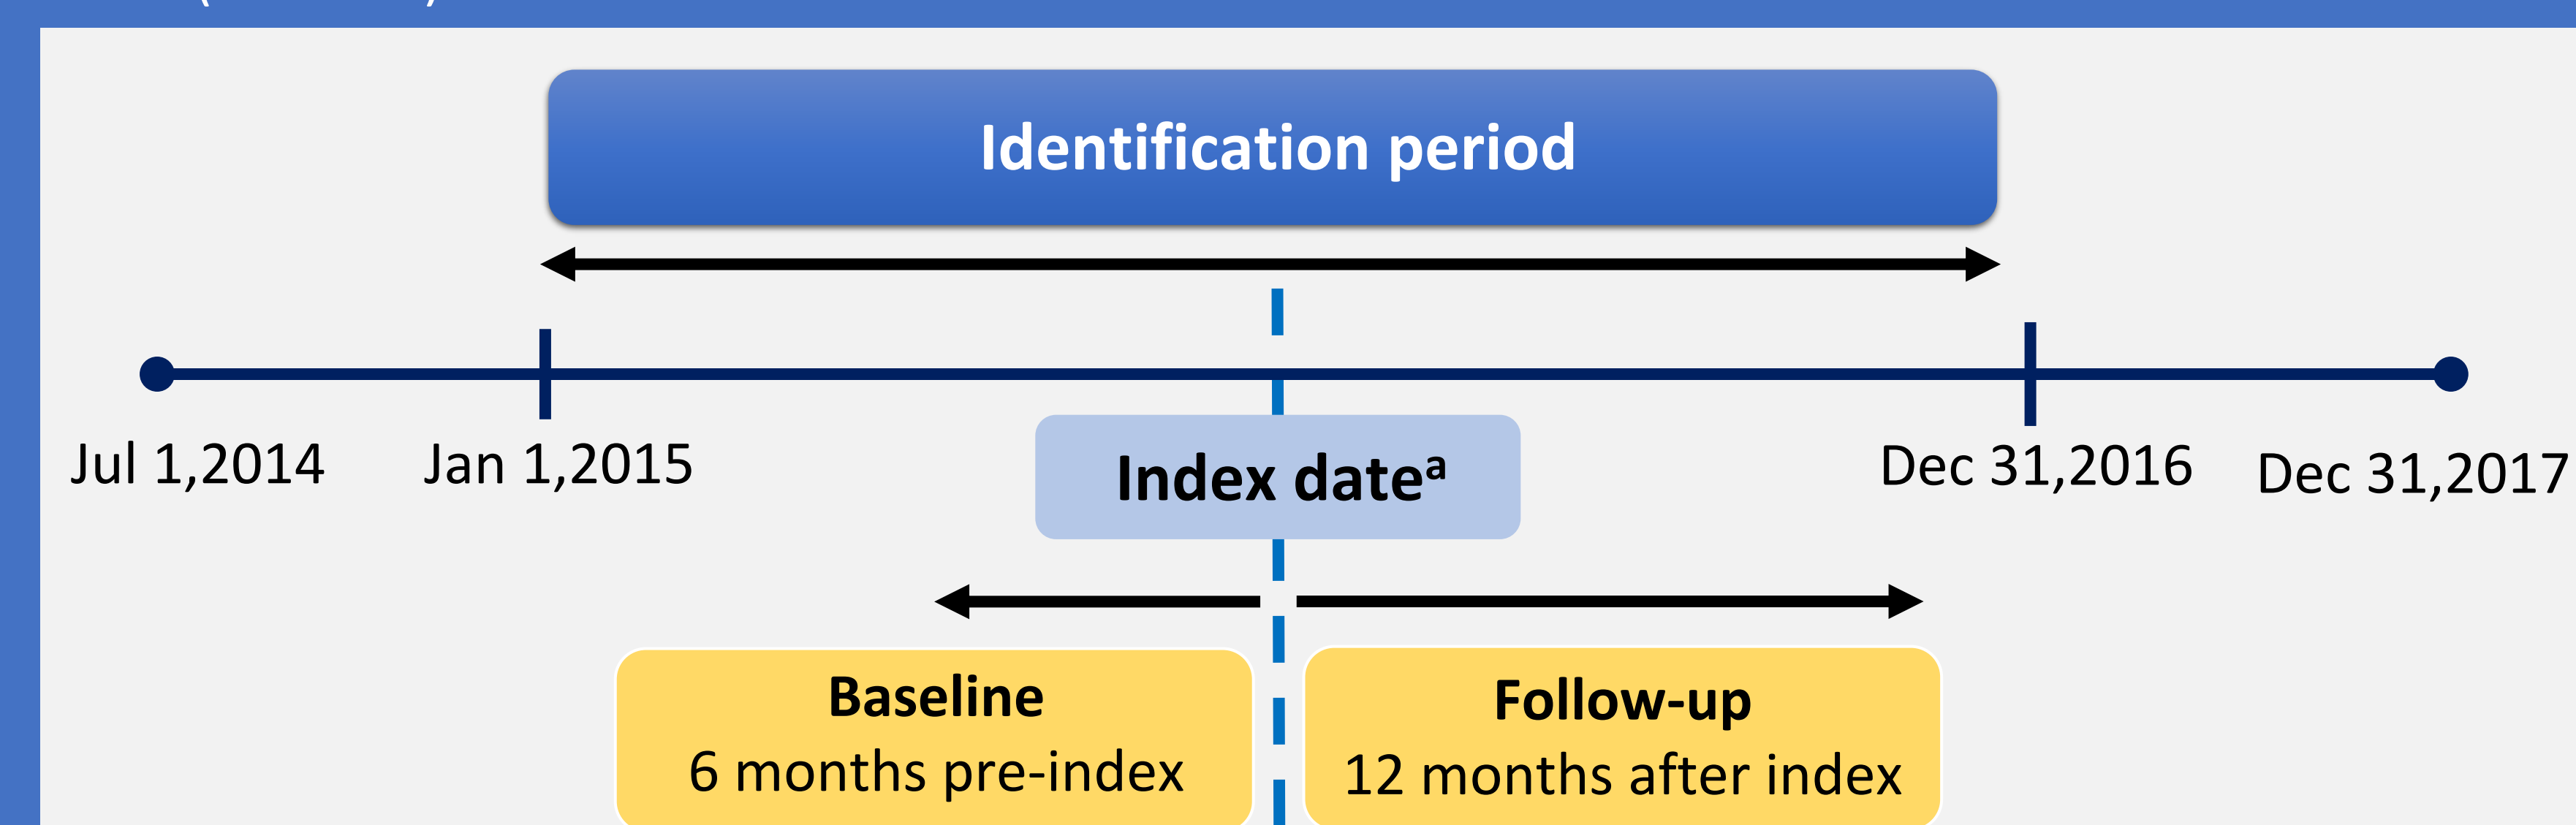 Identification period
Jul 1,2014
Jan 1,2015
Index dateᵃ
Dec 31,2016
Dec 31,2017
Baseline
6 months pre-index
Follow-up
12 months after index